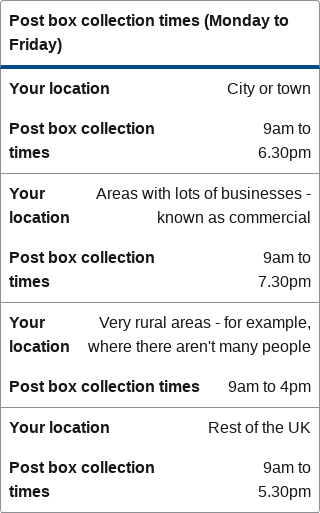 Post box collection times (Monday to
Friday)
Your location City or town
Post box collection times 9am to 6.30pm
Your location Areas with lots of businesses - known as commercial
Post box collection times 9am to 7.30pm
Your location Very rural areas - for example, where there aren't many people
Post box collection times 9am to 4pm
Your location Rest of the UK
Post box collection times 9am to 5.30pm